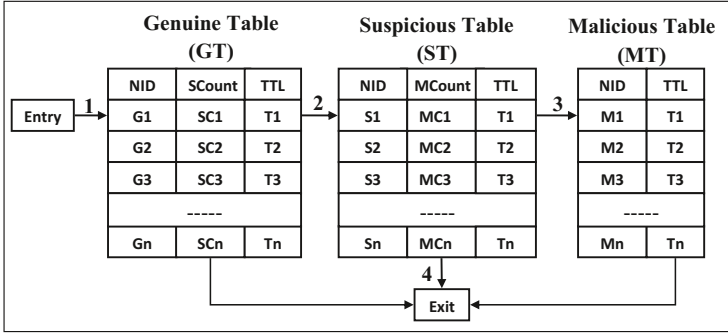 Genuine Table (GT)
Suspicious Table (ST)
Malicious Table (MT)
NID SCount TTL NID MCount TTL NID TTL
Entry 1 G1 SC1 T1 2 S1 MC1 T1 3 M1 T1
G2 SC2 T2 S2 MC2 T2 M2 T2
G3 SC3 T3 S3 MC3 T3 M3 T3
----- ----- -----
Gn SCn Tn Sn MCn Tn Mn Tn
4
Exit